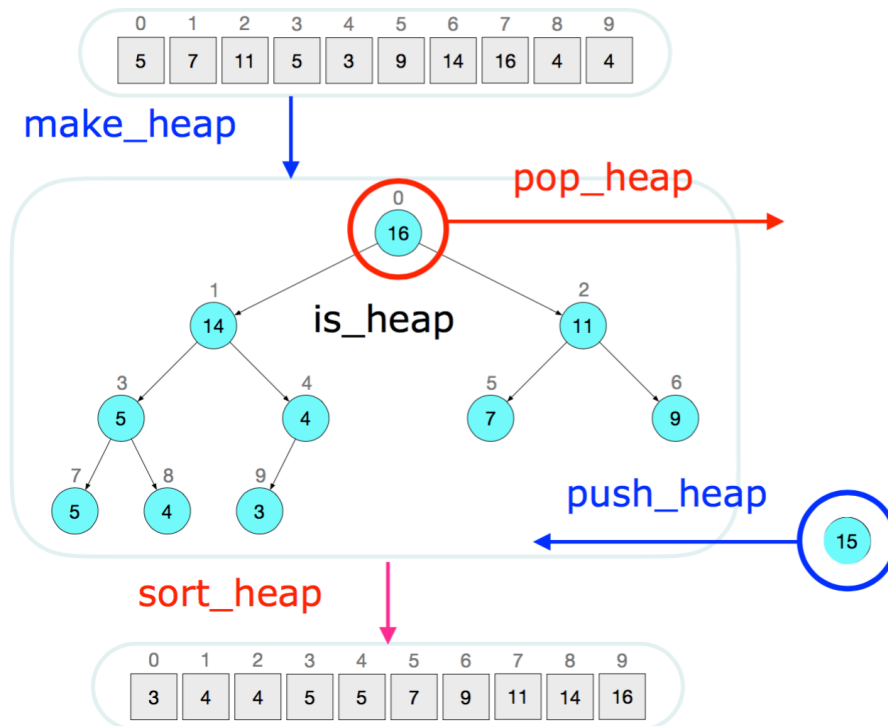 0 1 2 3 4 5 6 7 8 9
5 7 11 5 3 9 14 16 4 4
make_heap
pop_heap
0
16
1 2
14 is_heap 11
3 4 5 6
5 4 7 9
7 8 9
5 4 3
push_heap
15
sort_heap
0 1 2 3 4 5 6 7 8 9
3 4 4 5 5 7 9 11 14 16